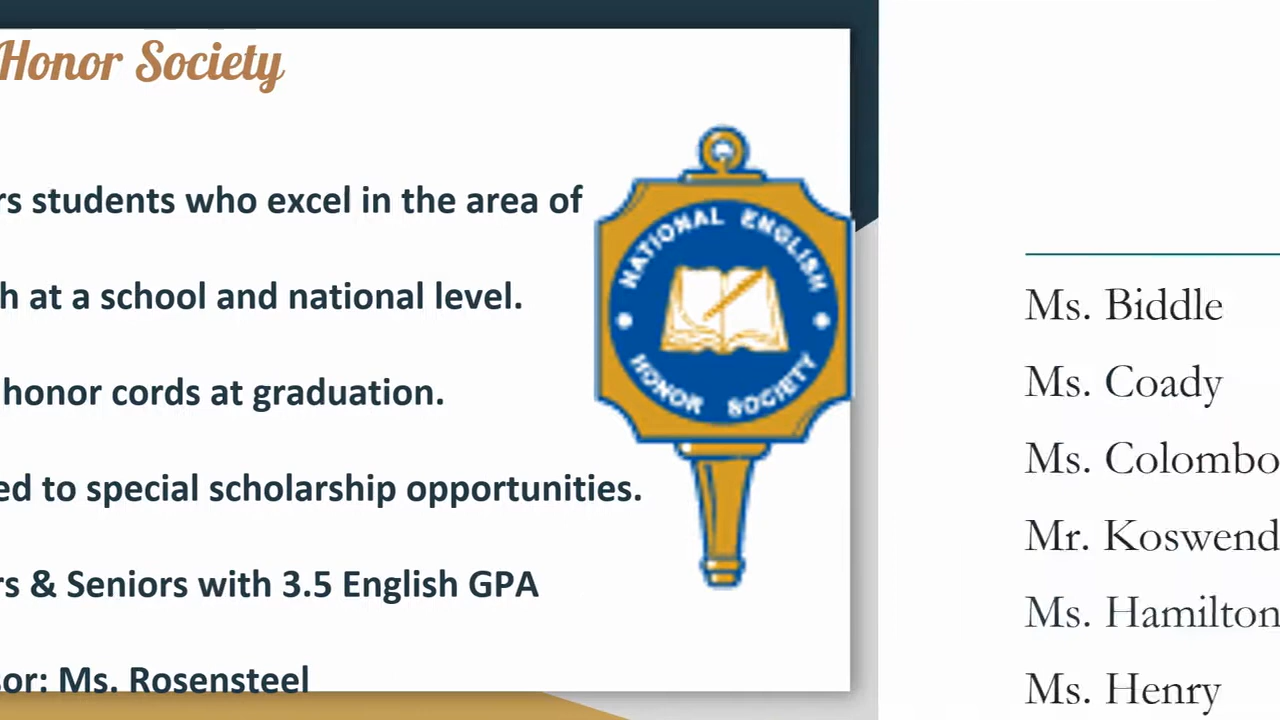 Honor Society
rs students who excel in the area of
h at a school and national level.
honor cords at graduation.
ed to special scholarship opportunities.
rs & Seniors with 3.5 English GPA
sor: Ms. Rosensteel
NATIONAL ENGLISH
HONOR SOCIETY
Ms. Biddle
Ms. Coady
Ms. Colombo
Mr. Koswend
Ms. Hamilton
Ms. Henry